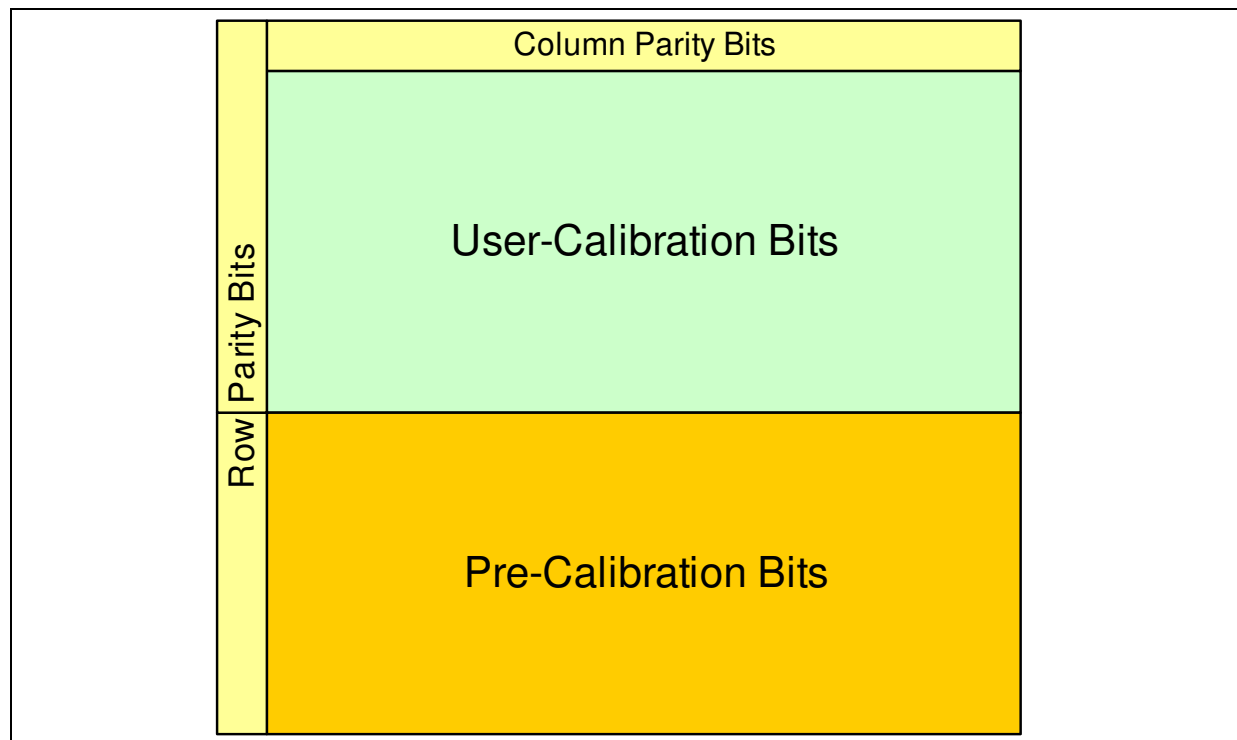 Column Parity Bits
User-Calibration Bits
Row Parity Bits
Pre-Calibration Bits